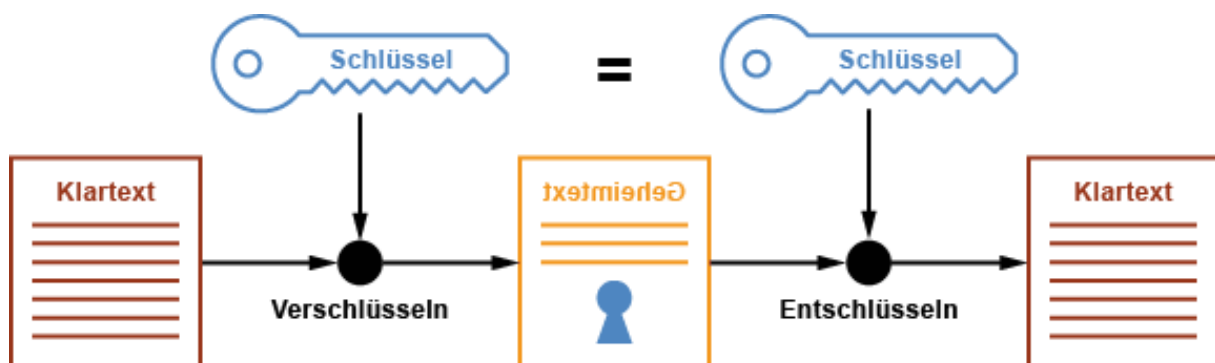 Schlüssel = Schlüssel
Klartext
Geheimtext
Klartext
Verschlüsseln
Entschlüsseln